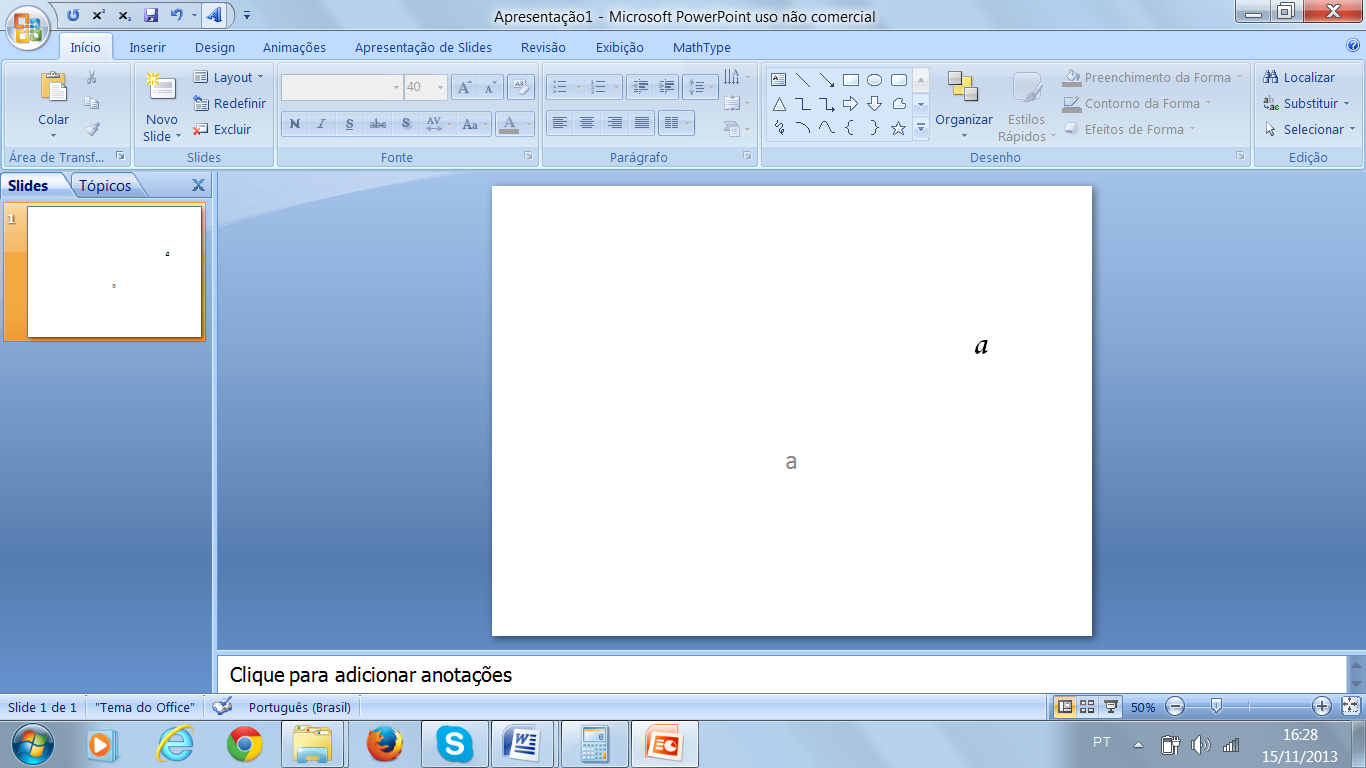 Apresentação1 - Microsoft PowerPoint uso não comercial
Início Inserir Design Animações Apresentação de Slides Revisão Exibição MathType
Colar
Área de Transf...
Novo Slide
Layout
Redefinir
Excluir
Slides
40
N I S abc S AV Aa A
Fonte
Parágrafo
Organizar
Estilos Rápidos
Preenchimento da Forma
Contorno da Forma
Efeitos de Forma
Desenho
Localizar
Substituir
Selecionar
Edição
Slides Tópicos
1
a
a
a
a
Clique para adicionar anotações
Slide 1 de 1 "Tema do Office" Português (Brasil) 50%
PT 16:28
15/11/2013